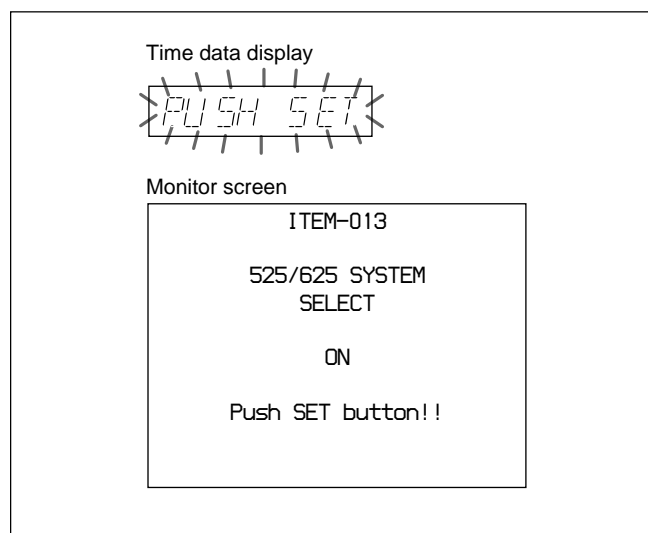 Time data display
PUSH SET
Monitor screen
ITEM-013
525/625 SYSTEM
SELECT
ON
Push SET button!!